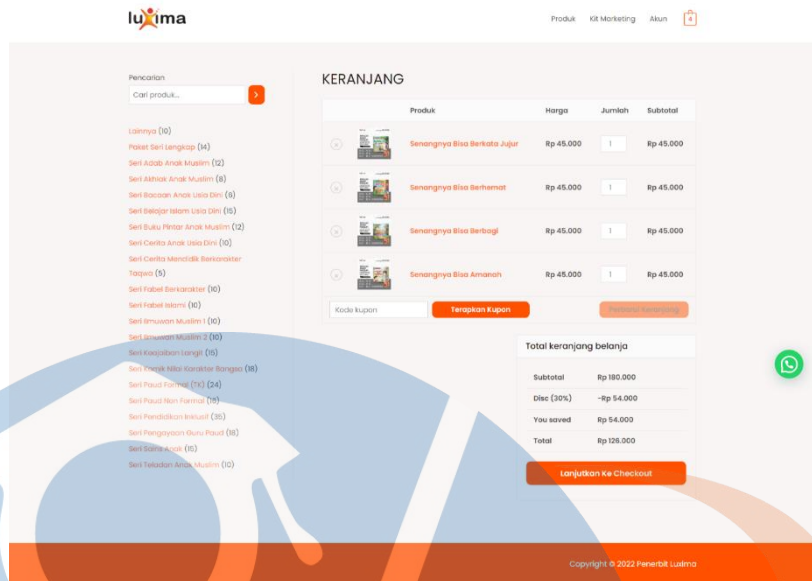 luxima
Produk Kit Marketing Akun 4
Pencarian
Cari produk...
Lainnya (10)
Paket Seri Lengkap (14)
Seri Adab Anak Muslim (12)
Seri Akhlak Anak Muslim (8)
Seri Bacaan Anak Usia Dini (6)
Seri Belajar Islam Usia Dini (15)
Seri Buku Pintar Anak Muslim (12)
Seri Cerita Anak Usia Dini (10)
Seri Cerita Mendidik Berkarakter
Taqwa (5)
Seri Fabel Berkarakter (10)
Seri Fabel Islami (10)
Seri Ilmuwan Muslim 1 (10)
Seri Ilmuwan Muslim 2 (10)
Seri Keajaiban Langit (15)
Seri Komik Nilai Karakter Bangsa (18)
Seri Paud Formal (TK) (24)
Seri Paud Non Formal (18)
Seri Pendidikan Inklusif (35)
Seri Pengayaan Guru Paud (18)
Seri Sains Anak (15)
Seri Teladan Anak Muslim (10)
KERANJANG
Produk Harga Jumlah Subtotal
Senangnya Bisa Berkata Jujur Rp 45.000 1 Rp 45.000
Senangnya Bisa Berhemat Rp 45.000 1 Rp 45.000
Senangnya Bisa Berbagi Rp 45.000 1 Rp 45.000
Senangnya Bisa Amanah Rp 45.000 1 Rp 45.000
Kode kupon Terapkan Kupon Perbarui Keranjang
Total keranjang belanja
Subtotal Rp 180.000
Disc (30%) -Rp 54.000
You saved Rp 54.000
Total Rp 126.000
Lanjutkan Ke Checkout
Copyright © 2022 Penerbit Luxima